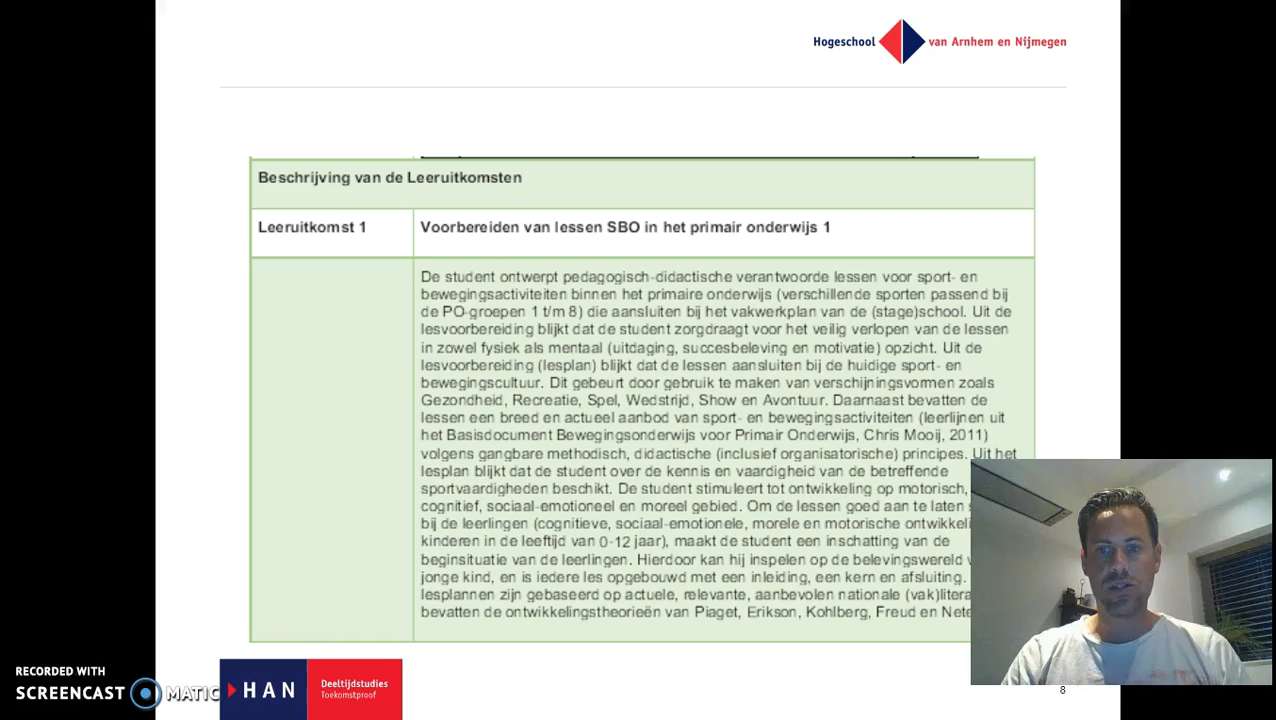 Hogeschool van Arnhem en Nijmegen
Beschrijving van de Leeruitkomsten
Leeruitkomst 1
Voorbereiden van lessen SBO in het primair onderwijs 1
De student ontwerpt pedagogisch-didactische verantwoorde lessen voor sport- en
bewegingsactiviteiten binnen het primaire onderwijs (verschillende sporten passend bij
de PO-groepen 1 t/m 8) die aansluiten bij het vakwerkplan van de (stage)school. Uit de
lesvoorbereiding blijkt dat de student zorgdraagt voor het veilig verlopen van de lessen
in zowel fysiek als mentaal (uitdaging, succesbeleving en motivatie) opzicht. Uit de
lesvoorbereiding (lesplan) blijkt dat de lessen aansluiten bij de huidige sport- en
bewegingscultuur. Dit gebeurt door gebruik te maken van verschijningsvormen zoals
Gezondheid, Recreatie, Spel, Wedstrijd, Show en Avontuur. Daarnaast bevatten de
lessen een breed en actueel aanbod van sport- en bewegingsactiviteiten (leerlijnen uit
het Basisdocument Bewegingsonderwijs voor Primair Onderwijs, Chris Mooij, 2011)
volgens gangbare methodisch, didactische (inclusief organisatorische) principes. Uit het
lesplan blijkt dat de student over de kennis en vaardigheid van de betreffende
sportvaardigheden beschikt. De student stimuleert tot ontwikkeling op motorisch,
cognitief, sociaal-emotioneel en moreel gebied. Om de lessen goed aan te laten
bij de leerlingen (cognitieve, sociaal-emotionele, morele en motorische
kinderen in de leeftijd van 0-12 jaar), maakt de student een inschatting van de
beginsituatie van de leerlingen. Hierdoor kan hij inspelen op de belevingswereld
jonge kind, en is iedere les opgebouwd met een inleiding, een kern en afsluiting.
lesplannen zijn gebaseerd op actuele, relevante, aanbevolen nationale
bevatten de ontwikkelingstheorieën van Piaget, Erikson, Kohlberg, Freud en
RECORDED WITH
SCREENCAST MATIC
HAN
Deeltijdstudies
Toekomstproof
8